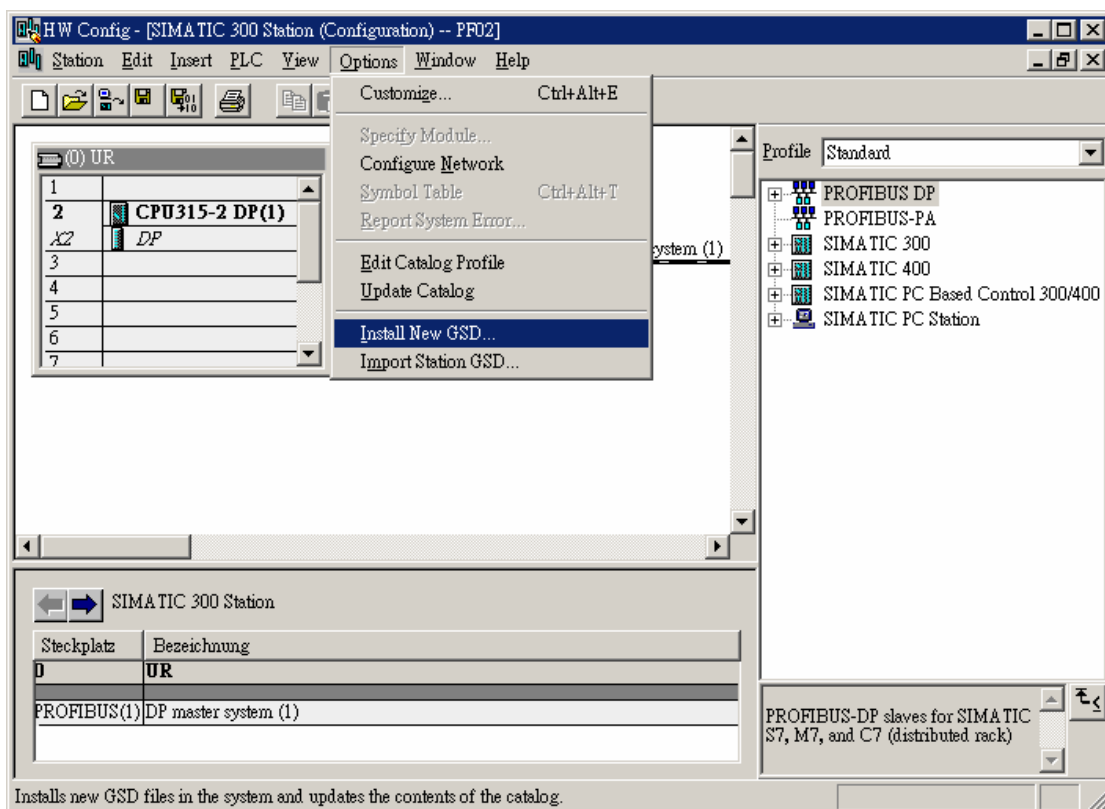 HW Config - [SIMATIC 300 Station (Configuration) -- PF02]
Station Edit Insert PLC View Options Window Help
Customize... Ctrl+Alt+E
Specify Module...
Configure Network
Symbol Table Ctrl+Alt+T
Report System Error...
Edit Catalog Profile
Update Catalog
Install New GSD...
Import Station GSD...
(0) UR
1
2 CPU315-2 DP(1)
X2 DP
3
4
5
6
7
ystem (1)
Profile Standard
PROFIBUS DP
PROFIBUS-PA
SIMATIC 300
SIMATIC 400
SIMATIC PC Based Control 300/400
SIMATIC PC Station
SIMATIC 300 Station
Steckplatz Bezeichnung
0 UR
PROFIBUS(1) DP master system (1)
PROFIBUS-DP slaves for SIMATIC
S7, M7, and C7 (distributed rack)
Installs new GSD files in the system and updates the contents of the catalog.